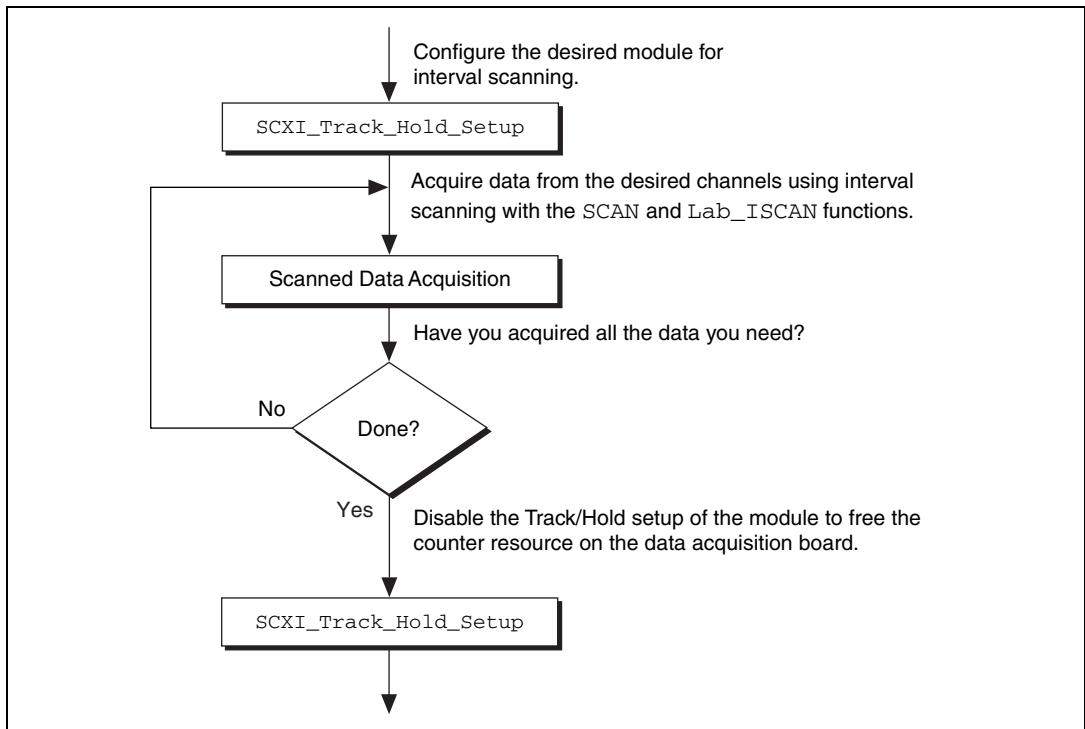 Configure the desired module for
interval scanning.
SCXI_Track_Hold_Setup
Acquire data from the desired channels using interval
scanning with the SCAN and Lab_ISCAN functions.
Scanned Data Acquisition
Have you acquired all the data you need?
No
Done?
Yes
Disable the Track/Hold setup of the module to free the
counter resource on the data acquisition board.
SCXI_Track_Hold_Setup